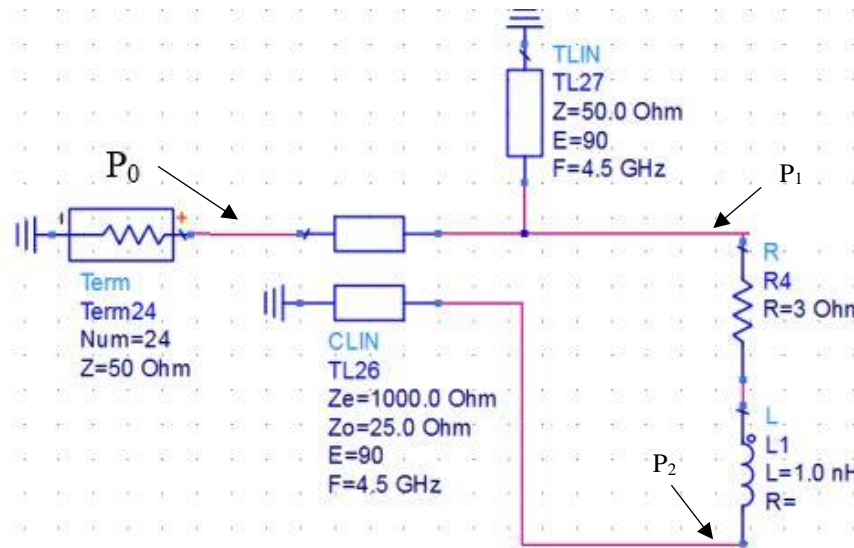 TLIN
TL27
Z=50.0 Ohm
E=90
F=4.5 GHz
P0
P1
+
Term
Term24
Num=24
Z=50 Ohm
CLIN
TL26
Ze=1000.0 Ohm
Zo=25.0 Ohm
E=90
F=4.5 GHz
R
R4
R=3 Ohm
L
L1
L=1.0 nH
R=
P2